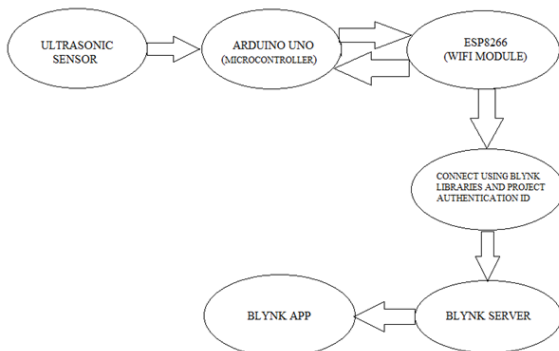 ULTRASONIC
SENSOR
ARDUINO UNO
(MICROCONTROLLER)
ESP8266
(WIFI MODULE)
CONNECT USING BLYNK
LIBRARIES AND PROJECT
AUTHENTICATION ID
BLYNK SERVER
BLYNK APP